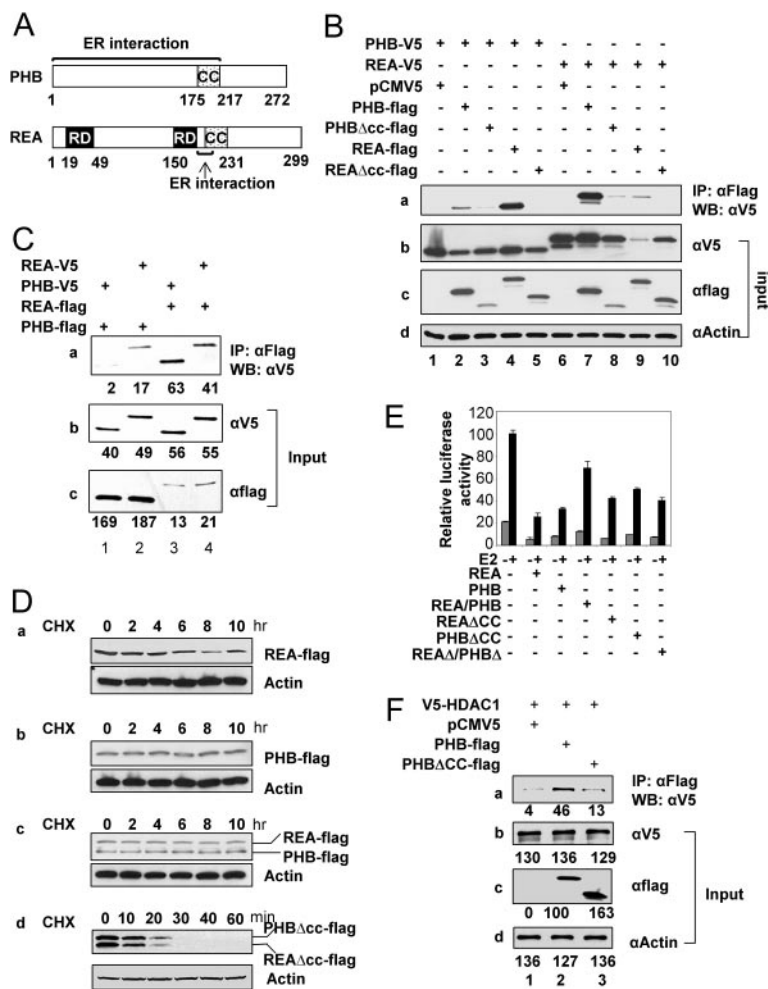 A
ER interaction
PHB CC
1 175 217 272
REA RD RD CC
1 19 49 150 231 299
ER interaction
B
PHB-V5 + + + + + - - - - -
REA-V5 - - - - - + + + + +
pCMV5 + - - - - + - - - -
PHB-flag - + - - - - + - - -
PHBΔcc-flag - - + - - - - + - -
REA-flag - - - + - - - - + -
REAΔcc-flag - - - - + - - - - +
a IP: αFlag
WB: αV5
b αV5
c αflag
d αActin
input
1 2 3 4 5 6 7 8 9 10
C
REA-V5 - + - +
PHB-V5 + - + -
REA-flag - - + +
PHB-flag + + - -
a IP: αFlag
WB: αV5
2 17 63 41
b αV5
40 49 56 55
Input
c αflag
169 187 13 21
1 2 3 4
D
a CHX 0 2 4 6 8 10 hr
REA-flag
Actin
b CHX 0 2 4 6 8 10 hr
PHB-flag
Actin
c CHX 0 2 4 6 8 10 hr
REA-flag
PHB-flag
Actin
d CHX 0 10 20 30 40 60 min
PHBΔcc-flag
REAΔcc-flag
Actin
E
Relative luciferase
activity
120
100
80
60
40
20
0
E2 -+ -+ -+ -+ -+ -+ -+
REA - + - - - - -
PHB - - + - - - -
REA/PHB - - - + - - -
REAΔCC - - - - + - -
PHBΔCC - - - - - + -
REAΔ/PHBΔ - - - - - - +
F
V5-HDAC1 + + +
pCMV5 + - -
PHB-flag - + -
PHBΔCC-flag - - +
a IP: αFlag
WB: αV5
4 46 13
b αV5
130 136 129
c αflag
0 100 163
Input
d αActin
136 127 136
1 2 3